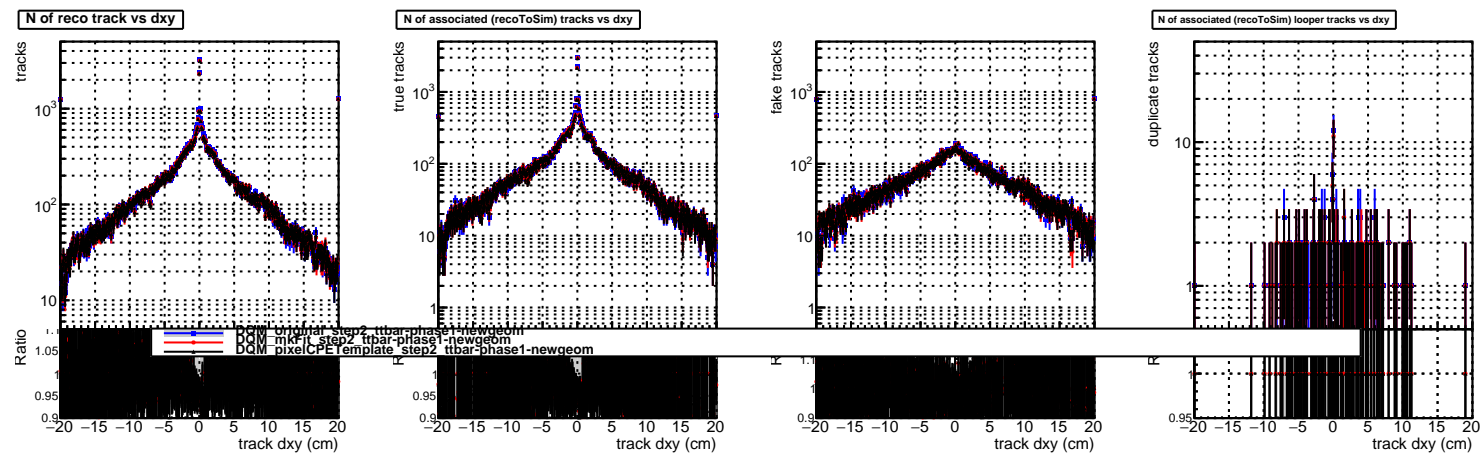 N of reco track vs dxy
N of associated (recoToSim) tracks vs dxy
N of associated (recoToSim) looper tracks vs dxy
tracks
10³
10²
10
true tracks
10³
10²
10
1
fake tracks
10³
10²
10
1
duplicate tracks
10
1
DQM_original_step2_ttbar-phase1-newgeom
DQM_mkFit_step2_ttbar-phase1-newgeom
DQM_pixelCPETemplate_step2_ttbar-phase1-newgeom
Ratio
1.05
1
0.95
0.9
1
0.95
0.9
1
0.95
0.9
1
0.95
−20 −15 −10 −5 0 5 10 15 20
−20 −15 −10 −5 0 5 10 15 20
−20 −15 −10 −5 0 5 10 15 20
−20 −15 −10 −5 0 5 10 15 20
track dxy (cm)
track dxy (cm)
track dxy (cm)
track dxy (cm)